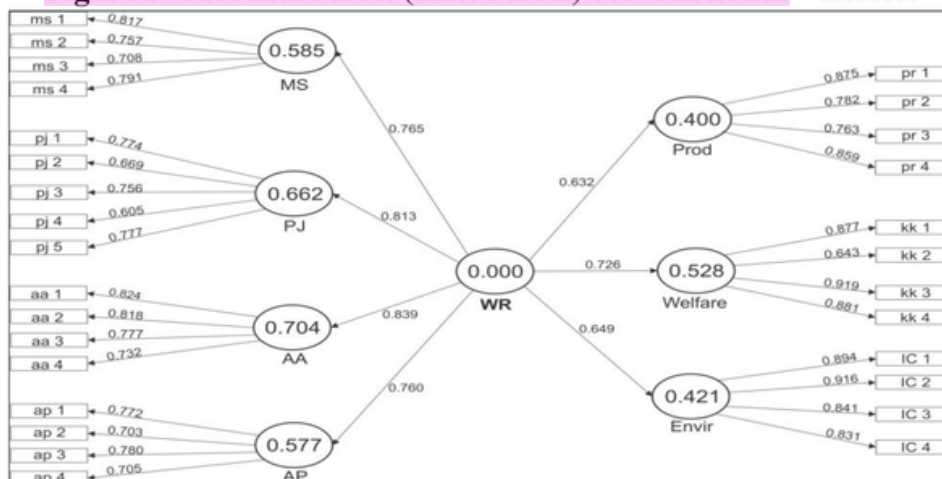 ms 1
ms 2
ms 3
ms 4
0.817
0.757
0.708
0.791
0.585
MS
pj 1
pj 2
pj 3
pj 4
pj 5
0.774
0.669
0.756
0.605
0.777
0.662
PJ
aa 1
aa 2
aa 3
aa 4
0.824
0.818
0.777
0.732
0.704
AA
ap 1
ap 2
ap 3
ap 4
0.772
0.703
0.780
0.705
0.577
AP
0.765
0.813
0.839
0.760
0.000
WR
0.632
0.726
0.649
0.400
Prod
0.875
0.782
0.763
0.859
pr 1
pr 2
pr 3
pr 4
0.528
Welfare
0.877
0.643
0.919
0.881
kk 1
kk 2
kk 3
kk 4
0.421
Envir
0.894
0.916
0.841
0.831
IC 1
IC 2
IC 3
IC 4